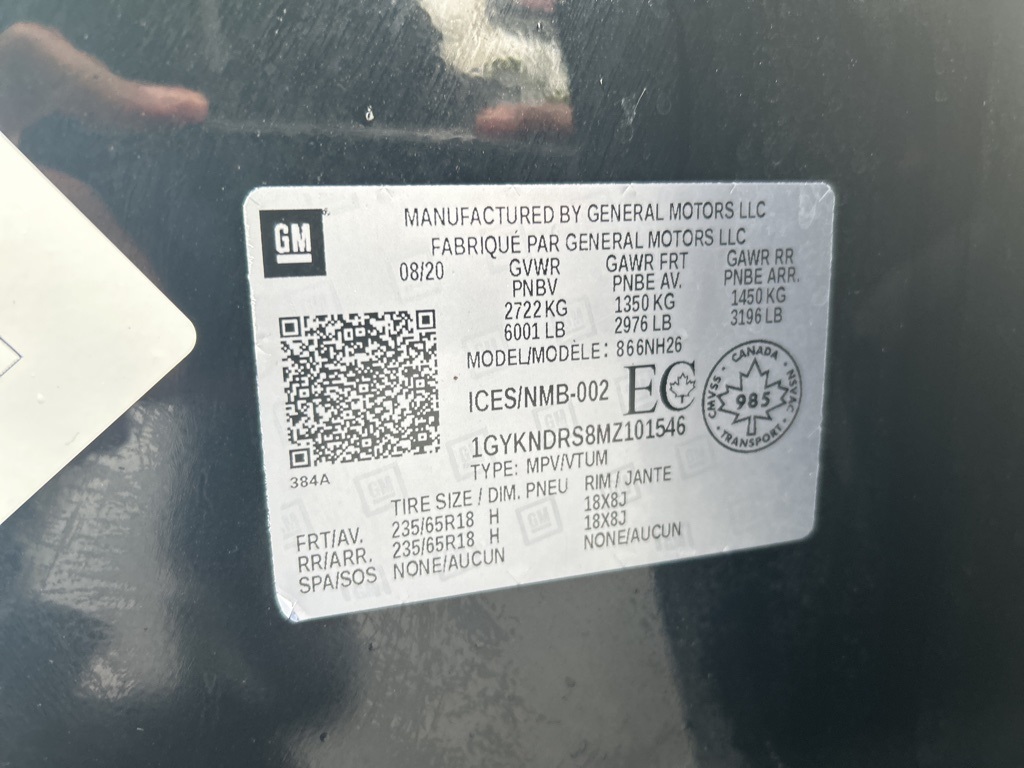 GM
MANUFACTURED BY GENERAL MOTORS LLC
FABRIQUÉ PAR GENERAL MOTORS LLC
08/20 GVWR GAWR FRT GAWR RR
PNBV PNBE AV. PNBE ARR.
2722 KG 1350 KG 1450 KG
6001 LB 2976 LB 3196 LB
MODEL/MODÈLE: 866NH26
ICES/NMB-002 EC
CANADA
CMVSS 985 NSVAC
TRANSPORT
1GYKNDRS8MZ101546
TYPE: MPV/VTUM
384A
TIRE SIZE / DIM. PNEU RIM / JANTE
FRT/AV. 235/65R18 H 18X8J
RR/ARR. 235/65R18 H 18X8J
SPA/SOS NONE/AUCUN NONE/AUCUN